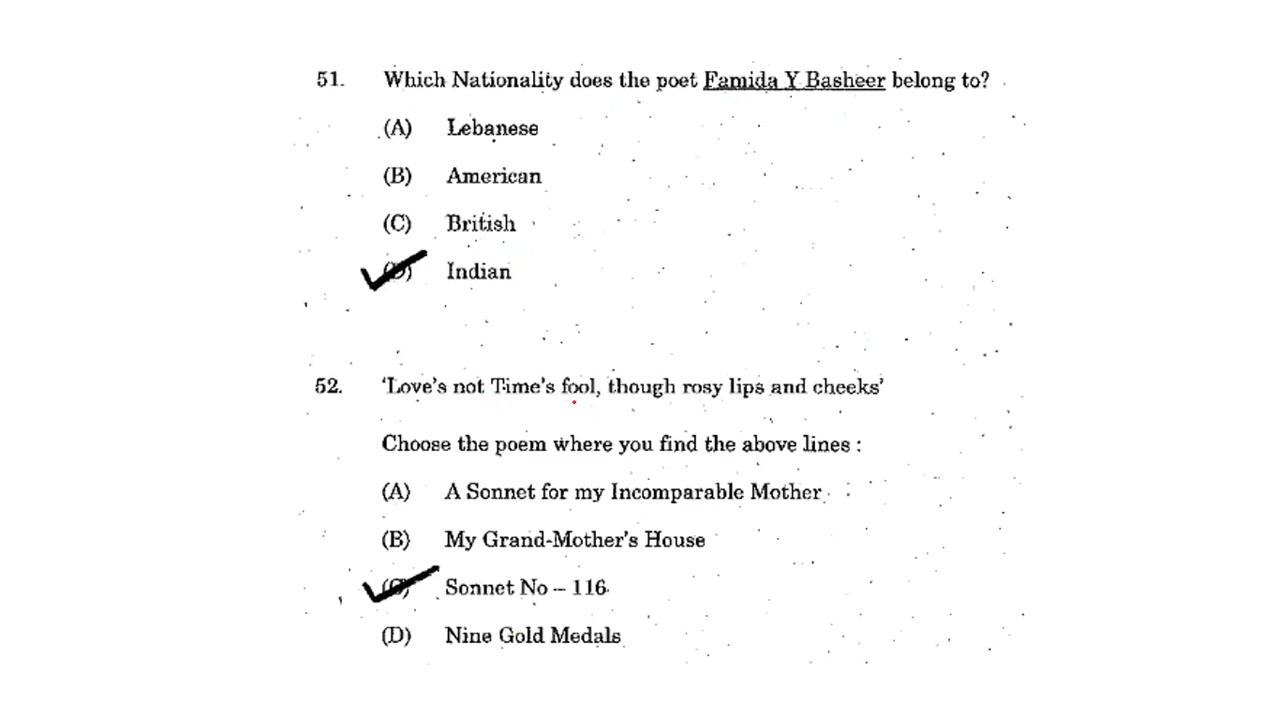 51. Which Nationality does the poet Famida Y Basheer belong to?
(A) Lebanese
(B) American
(C) British
(D) Indian
52. 'Love's not Time's fool, though rosy lips and cheeks'
Choose the poem where you find the above lines :
(A) A Sonnet for my Incomparable Mother
(B) My Grand-Mother's House
(C) Sonnet No – 116
(D) Nine Gold Medals